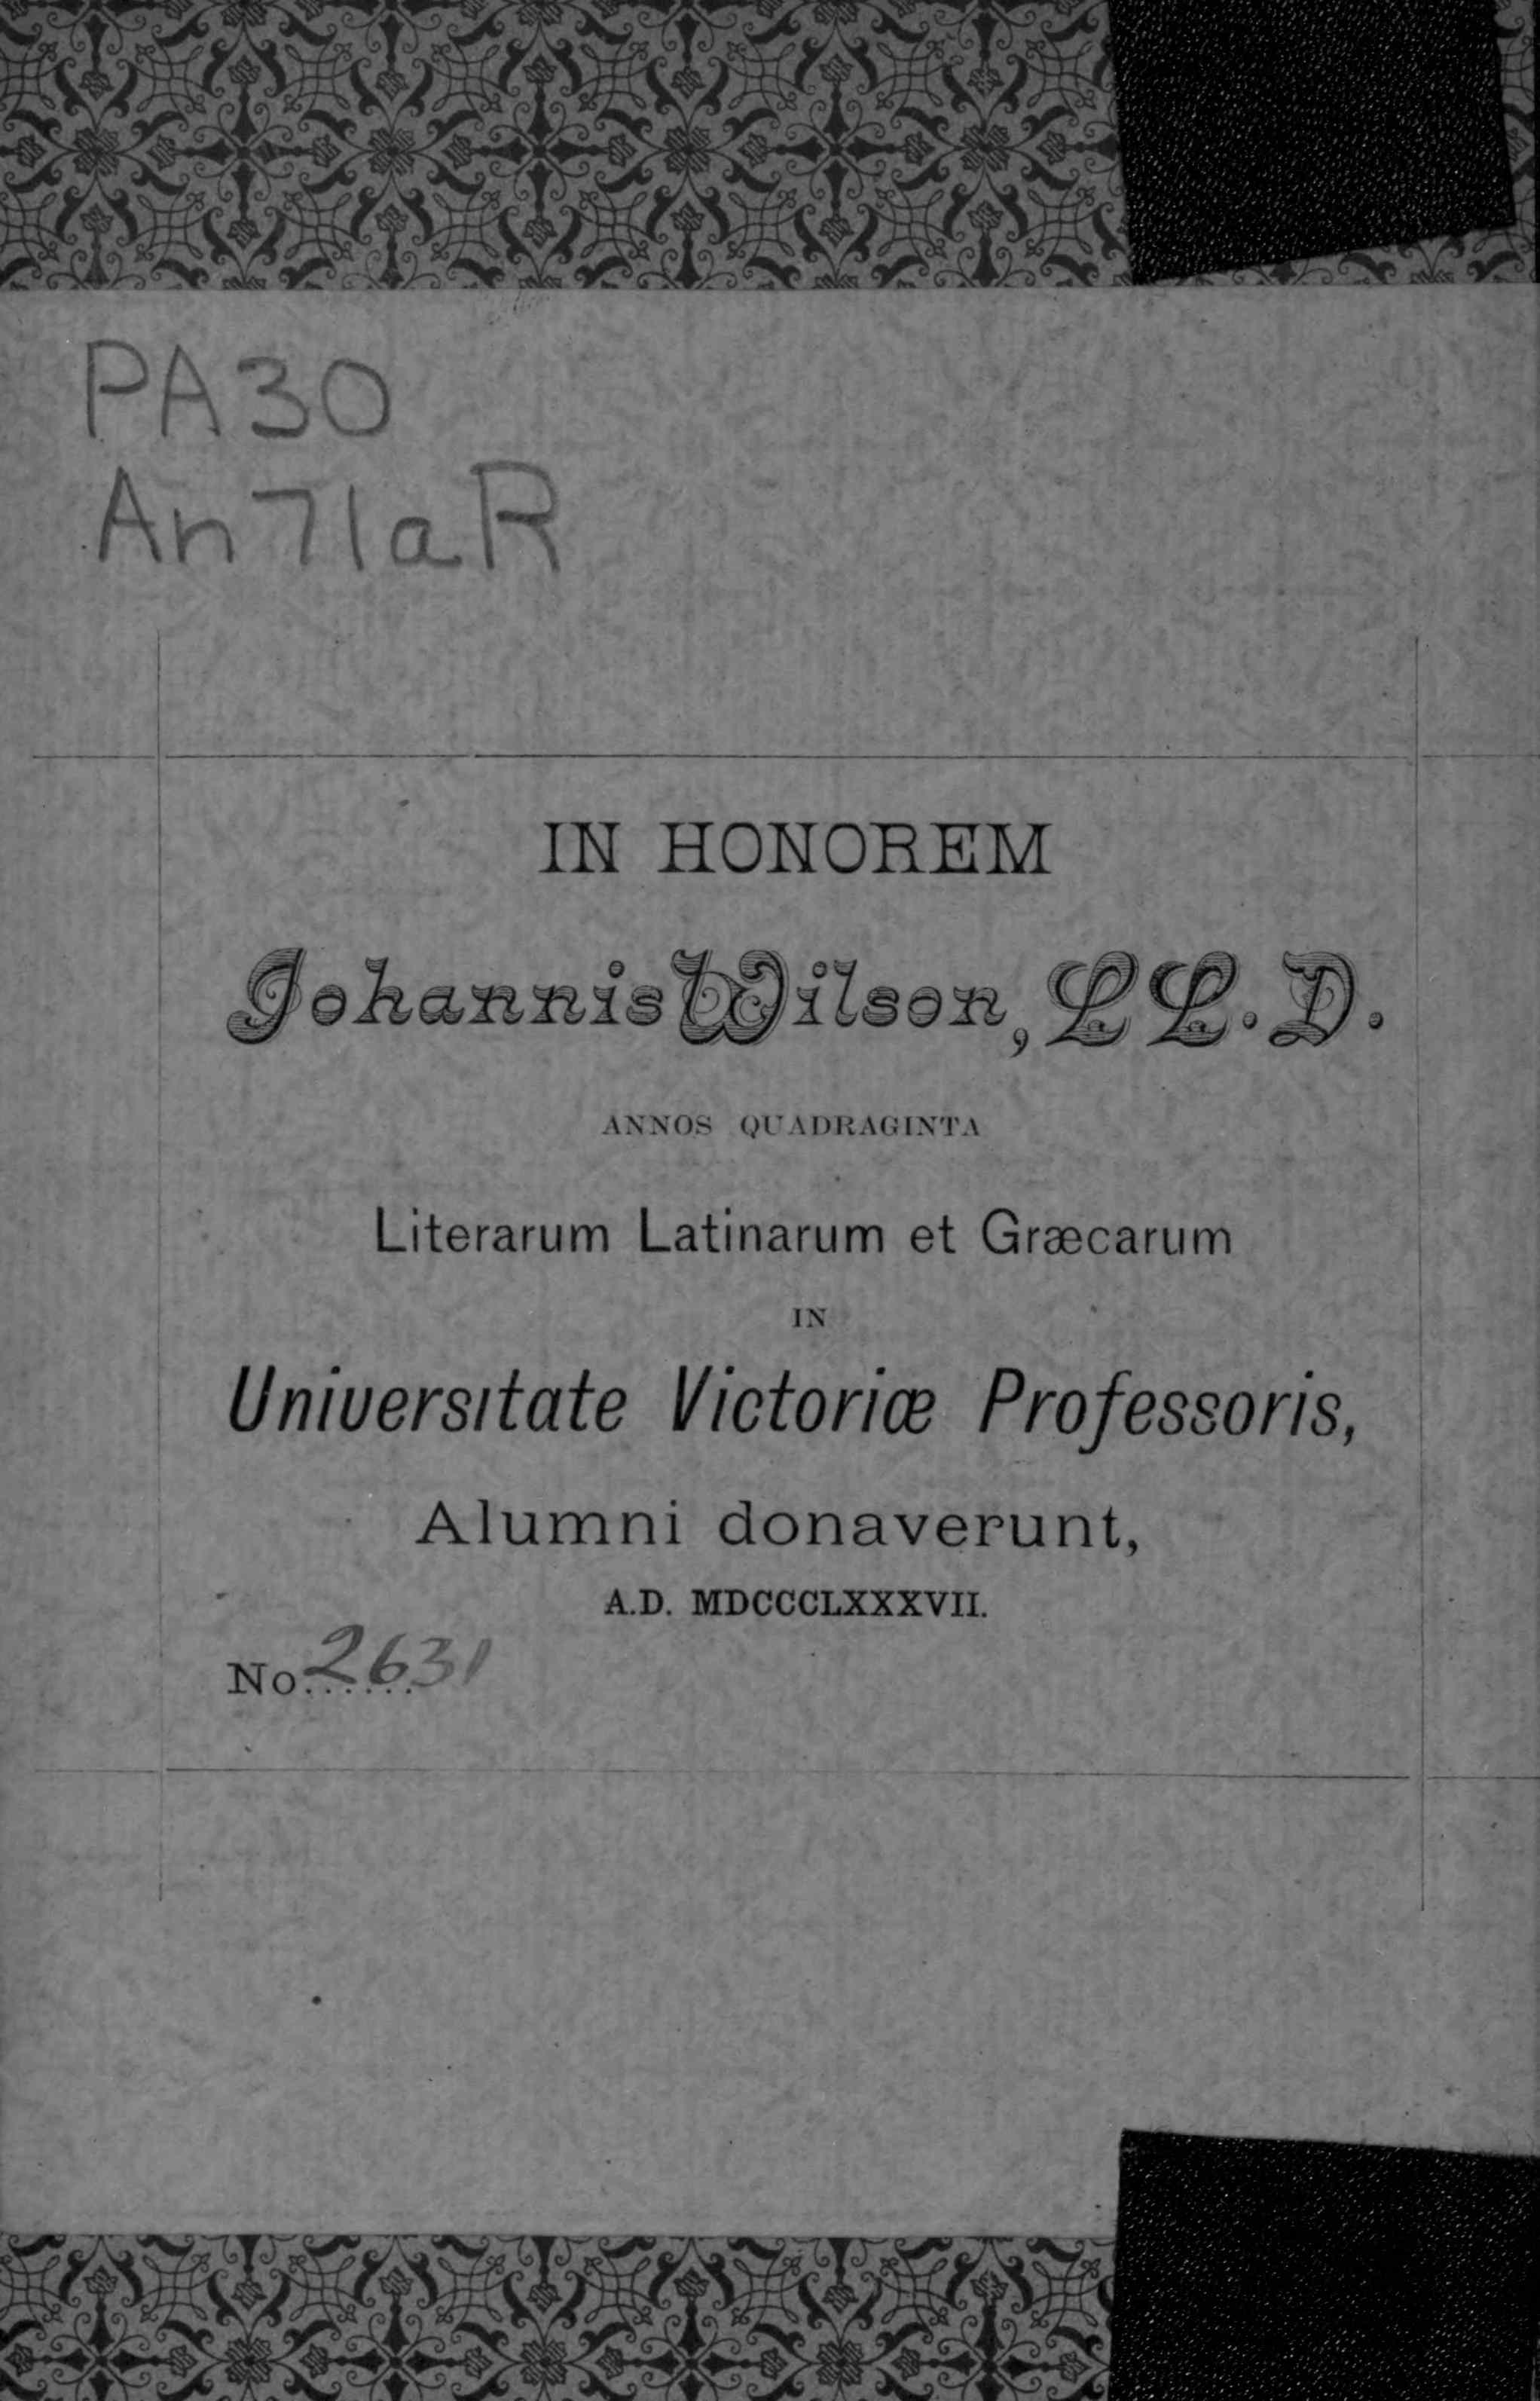 PA30
An71aR
IN HONOREM
Johannis Wilson, LL.D.
ANNOS QUADRAGINTA
Literarum Latinarum et Græcarum
IN
Universitate Victoriæ Professoris,
Alumni donaverunt,
A.D. MDCCCLXXXVII.
No. 2631